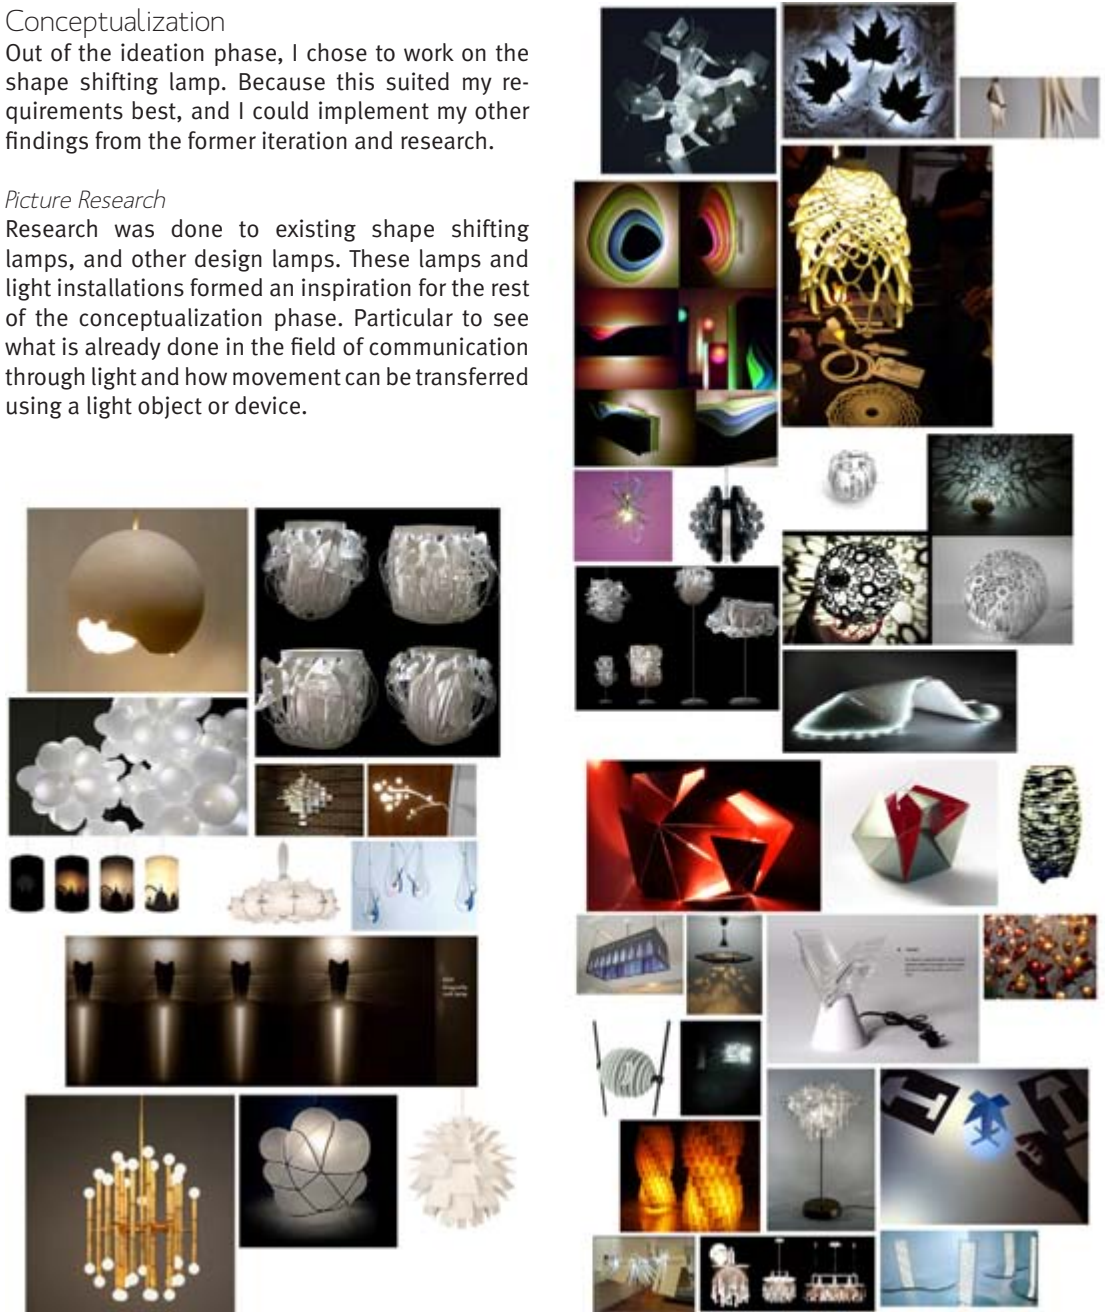 Conceptualization
Out of the ideation phase, I chose to work on the
shape shifting lamp. Because this suited my re-
quirements best, and I could implement my other
findings from the former iteration and research.
Picture Research
Research was done to existing shape shifting
lamps, and other design lamps. These lamps and
light installations formed an inspiration for the rest
of the conceptualization phase. Particular to see
what is already done in the field of communication
through light and how movement can be transferred
using a light object or device.